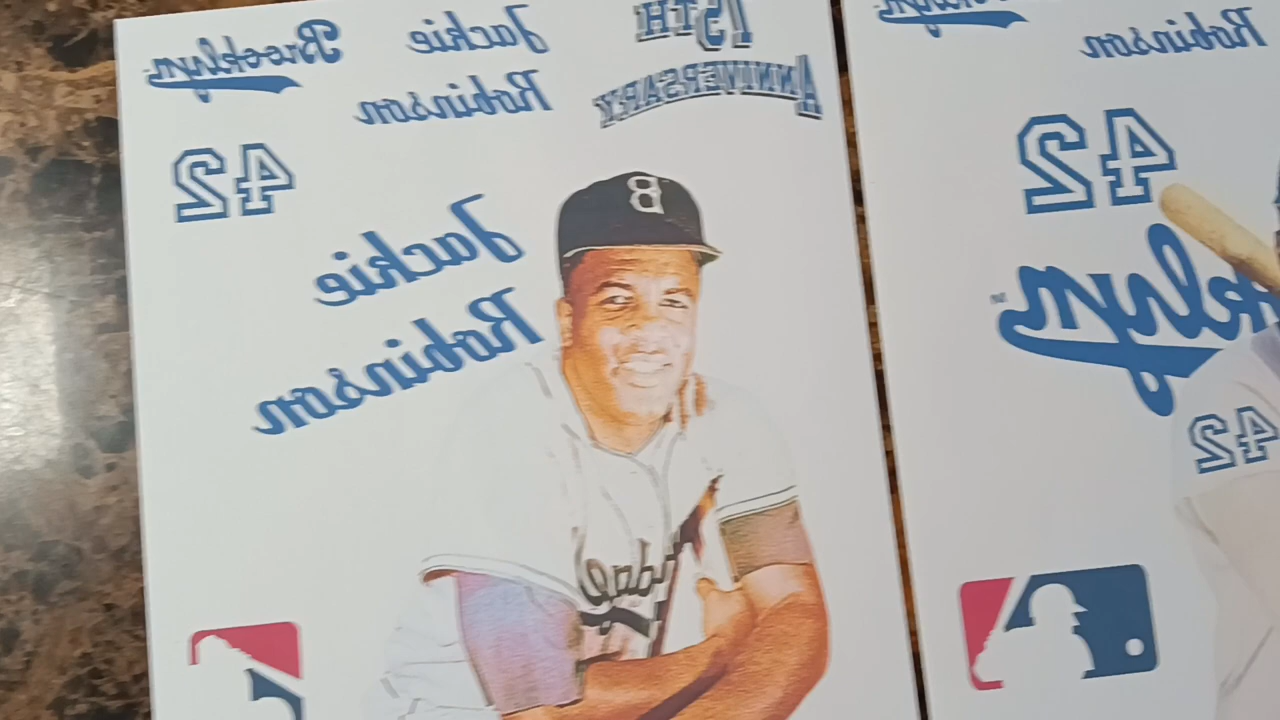 Brooklyn
Jackie
Robinson
75TH
ANNIVERSARY
42
Jackie
Robinson
B
Robinson
42
42